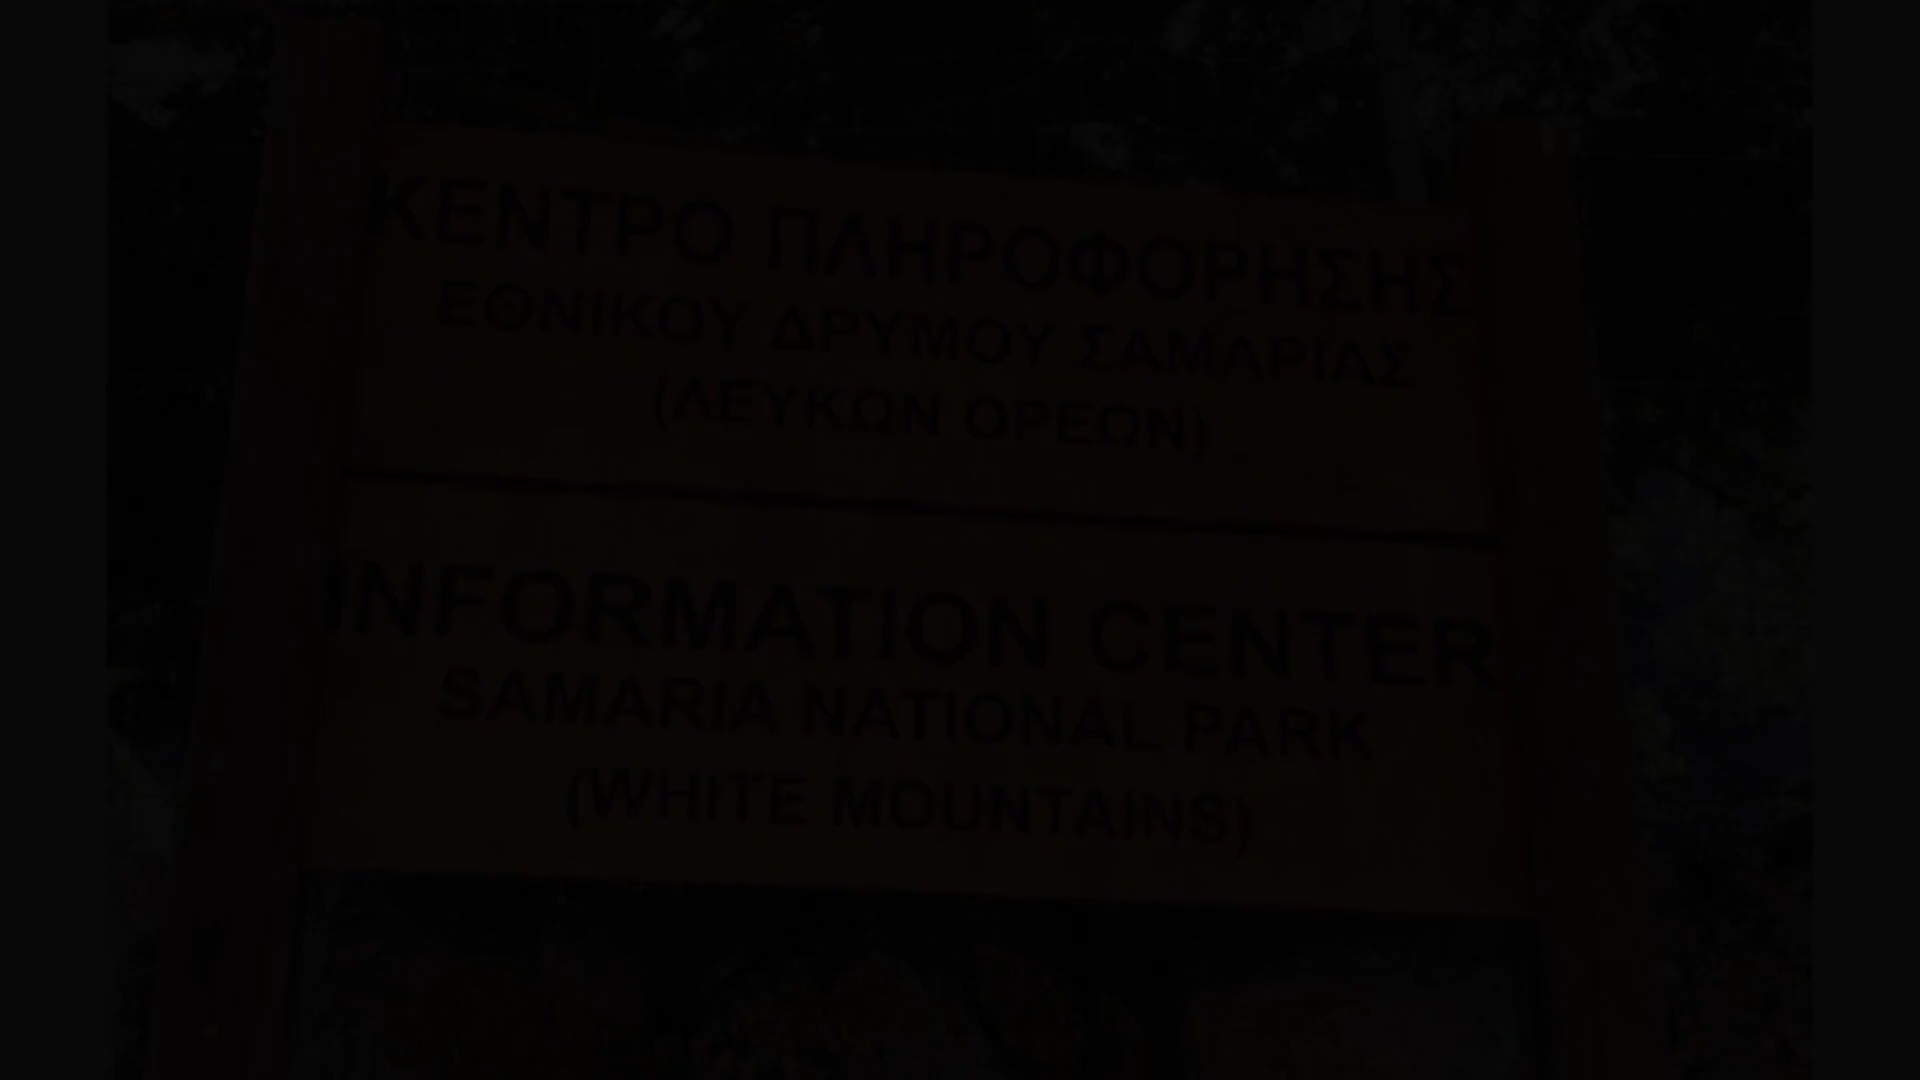 ΚΕΝΤΡΟ ΠΛΗΡΟΦΟΡΗΣΗΣ
ΕΘΝΙΚΟΥ ΔΡΥΜΟΥ ΣΑΜΑΡΙΑΣ
(ΛΕΥΚΩΝ ΟΡΕΩΝ)
INFORMATION CENTER
SAMARIA NATIONAL PARK
(WHITE MOUNTAINS)